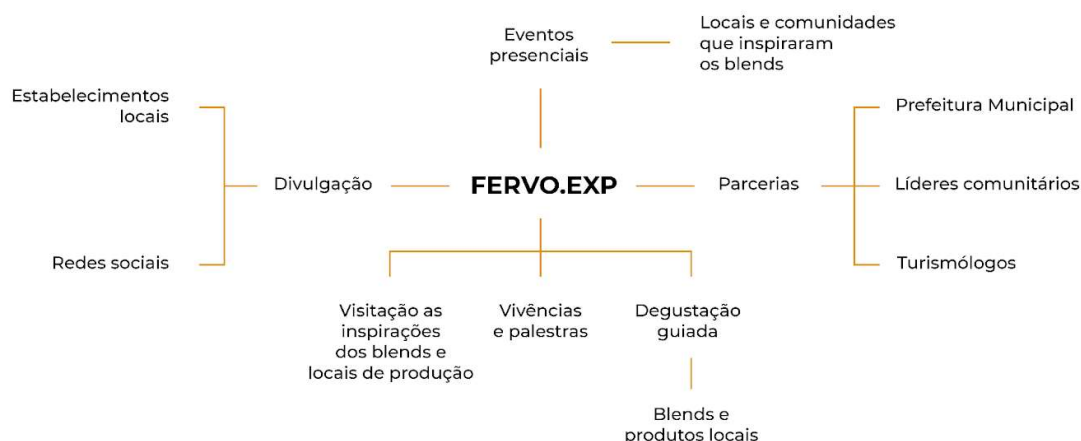 Eventos
presenciais
Locais e comunidades
que inspiraram
os blends
Estabelecimentos
locais
Prefeitura Municipal
Divulgação
FERVO.EXP
Parcerias
Líderes comunitários
Redes sociais
Turismólogos
Visitação as
inspirações
dos blends e
locais de produção
Vivências
e palestras
Degustação
guiada
Blends e
produtos locais